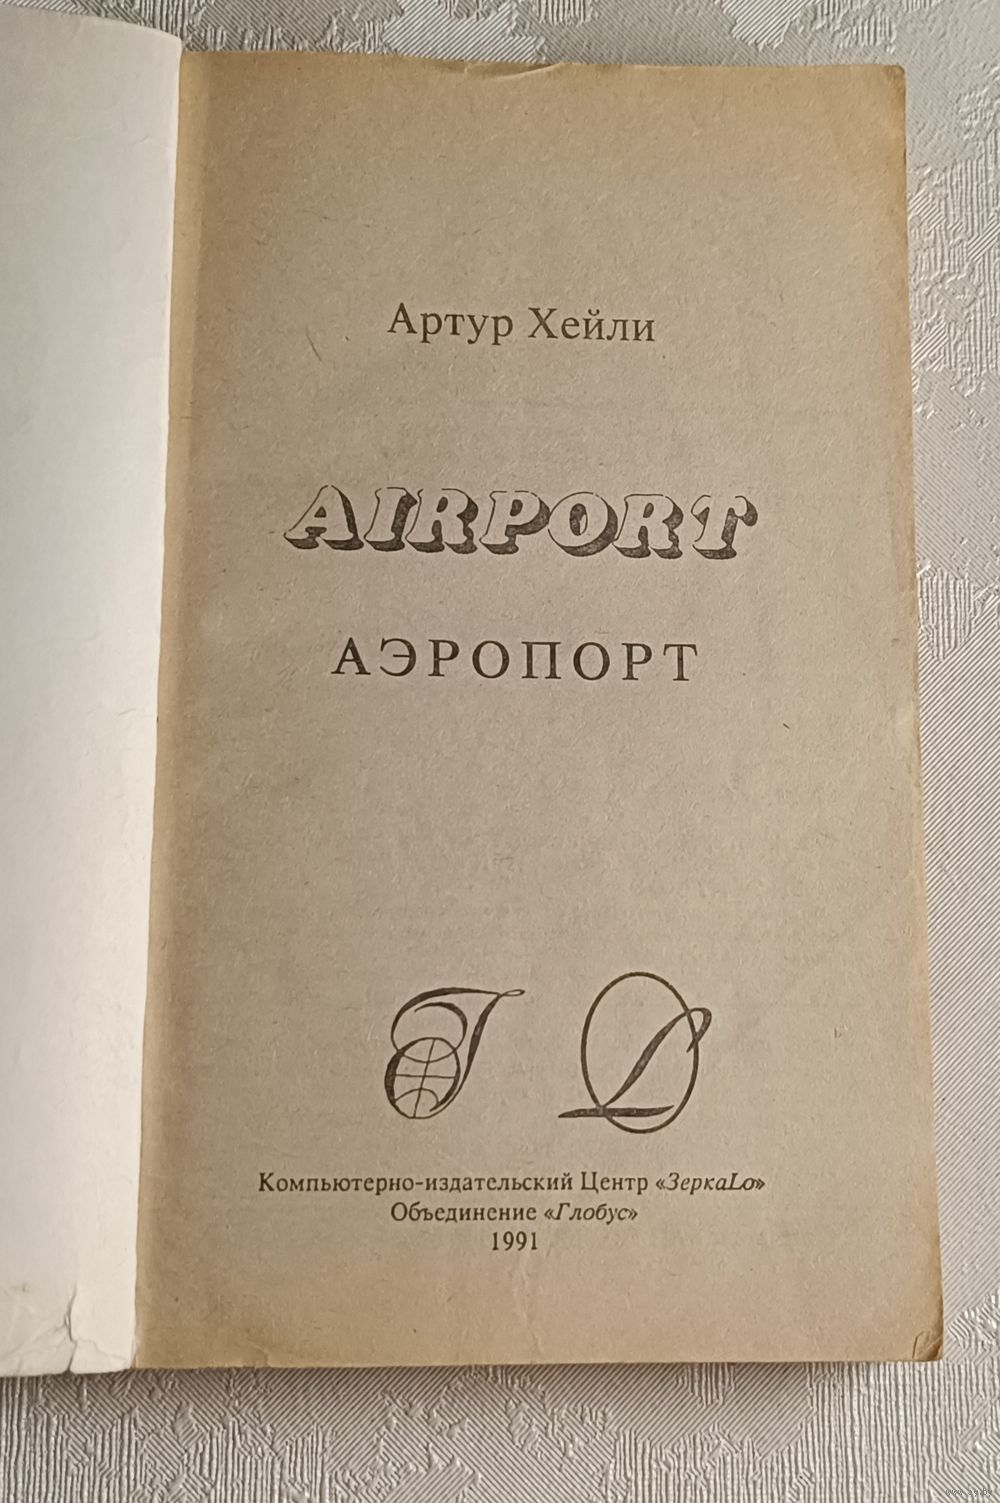 Артур Хейли
AIRPORT
АЭРОПОРТ
Компьютерно-издательский Центр «ЗеркаLo»
Объединение «Глобус»
1991